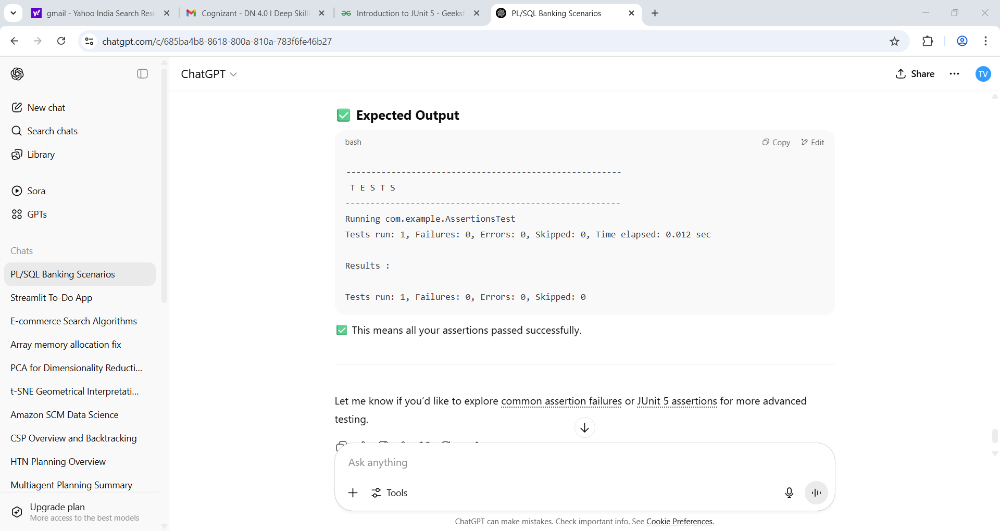 gmail - Yahoo India Search Resu
Cognizant - DN 4.0 I Deep Skilli
Introduction to JUnit 5 - Geeksf
PL/SQL Banking Scenarios
chatgpt.com/c/685ba4b8-8618-800a-810a-783f6fe46b27
ChatGPT
Share
TV
New chat
Search chats
Library
Sora
GPTs
Chats
PL/SQL Banking Scenarios
Streamlit To-Do App
E-commerce Search Algorithms
Array memory allocation fix
PCA for Dimensionality Reducti...
t-SNE Geometrical Interpretati...
Amazon SCM Data Science
CSP Overview and Backtracking
HTN Planning Overview
Multiagent Planning Summary
Upgrade plan
More access to the best models
✅ Expected Output
bash
Copy
Edit
-------------------------------------------------------
T E S T S
-------------------------------------------------------
Running com.example.AssertionsTest
Tests run: 1, Failures: 0, Errors: 0, Skipped: 0, Time elapsed: 0.012 sec
Results :
Tests run: 1, Failures: 0, Errors: 0, Skipped: 0
✅ This means all your assertions passed successfully.
Let me know if you’d like to explore common assertion failures or JUnit 5 assertions for more advanced
testing.
Ask anything
Tools
ChatGPT can make mistakes. Check important info. See Cookie Preferences.